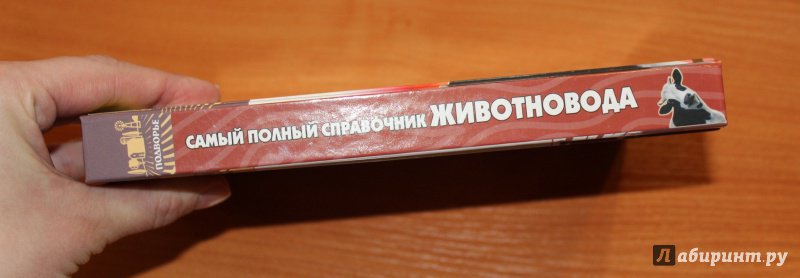 ПОДВОРЬЕ
САМЫЙ ПОЛНЫЙ СПРАВОЧНИК ЖИВОТНОВОДА
Лабиринт.ру